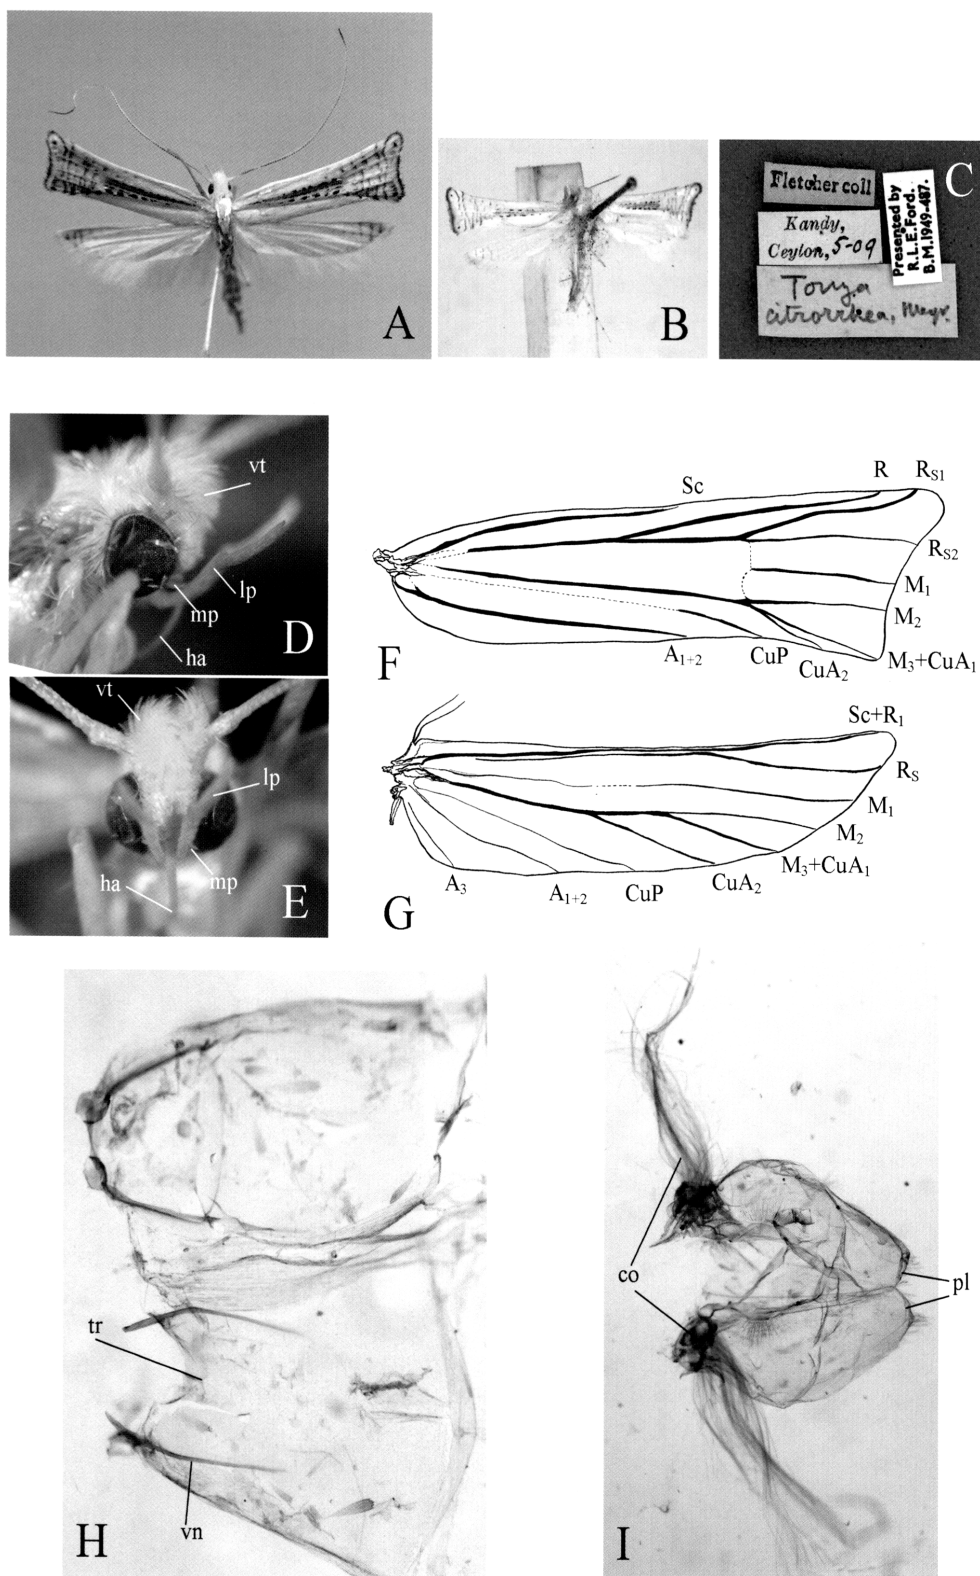 A
B
C
Fletcher coll
Kandy,
Ceylon, 5-09
Presented by
R.L.E. Ford.
B.M. 1949-487.
Tonza
citrorrhea, Meyr.
D
vt
lp
mp
ha
E
vt
lp
mp
ha
F
Sc
R
RS1
RS2
M1
M2
M3+CuA1
CuA2
CuP
A1+2
G
Sc+R1
RS
M1
M2
M3+CuA1
CuA2
CuP
A1+2
A3
H
tr
vn
I
co
pl